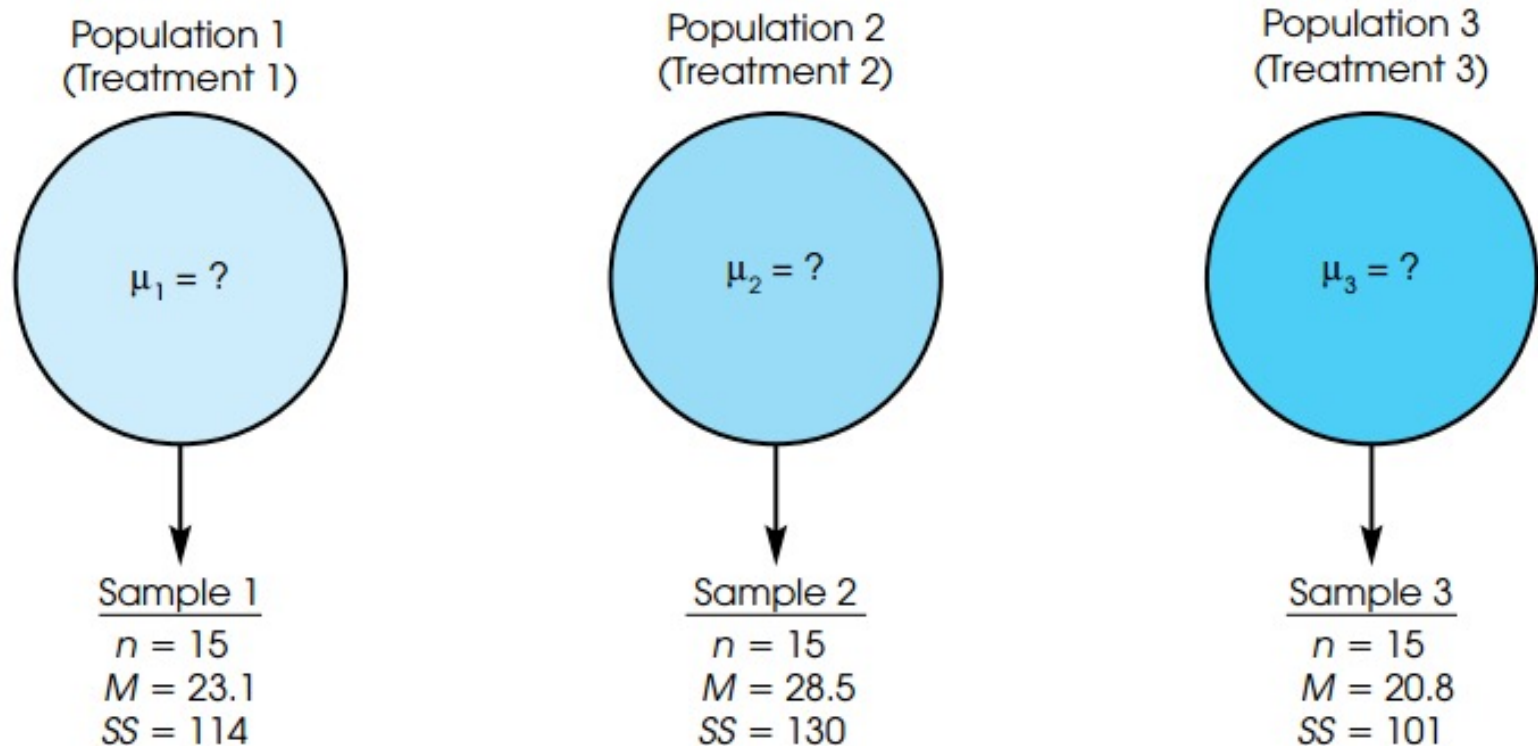 Population 1
(Treatment 1)
μ₁ = ?
Sample 1
n = 15
M = 23.1
SS = 114
Population 2
(Treatment 2)
μ₂ = ?
Sample 2
n = 15
M = 28.5
SS = 130
Population 3
(Treatment 3)
μ₃ = ?
Sample 3
n = 15
M = 20.8
SS = 101